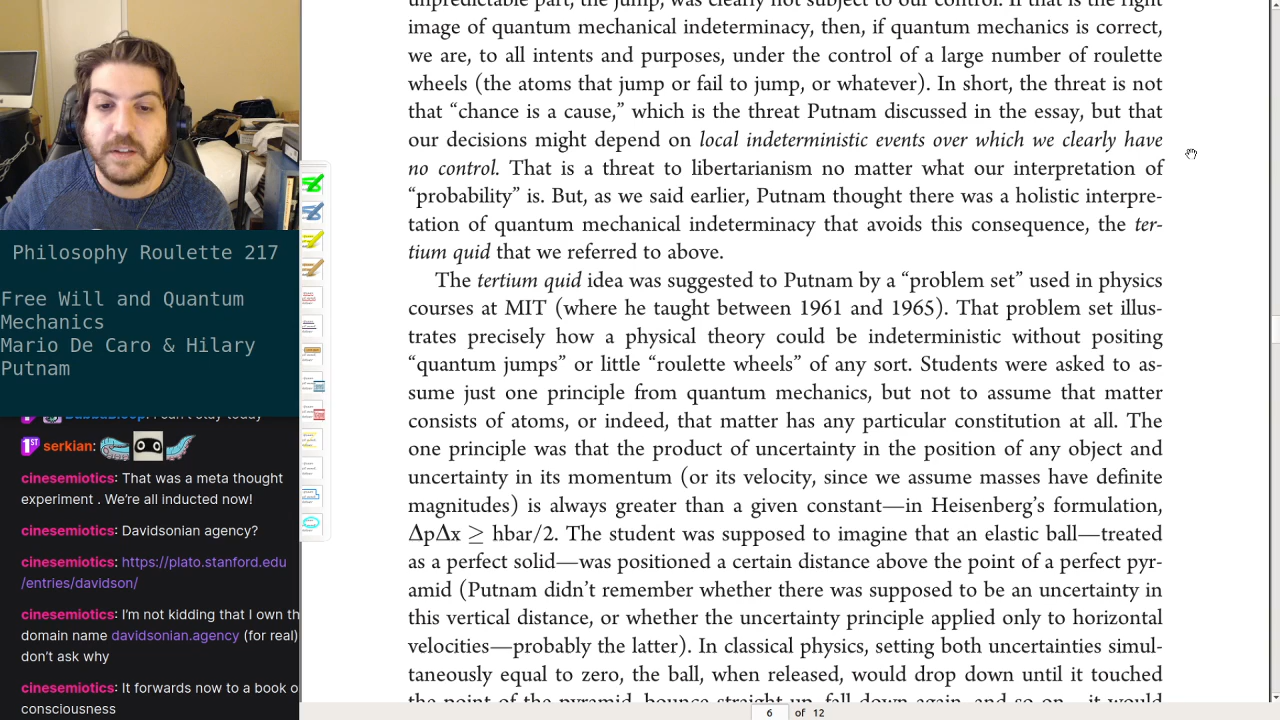 Philosophy Roulette 217
Free Will and Quantum
Mechanics
Mario De Caro & Hilary
Putnam
serkian:
cinesemiotics: That was a meta thought
experiment . We're all inducted now!
cinesemiotics: Davidsonian agency?
cinesemiotics: https://plato.stanford.edu
/entries/davidson/
cinesemiotics: I'm not kidding that I own th
domain name davidsonian.agency (for real)
don't ask why
cinesemiotics: It forwards now to a book o
consciousness
unpredictable part, the jump, was clearly not subject to our control. If that is the right
image of quantum mechanical indeterminacy, then, if quantum mechanics is correct,
we are, to all intents and purposes, under the control of a large number of roulette
wheels (the atoms that jump or fail to jump, or whatever). In short, the threat is not
that “chance is a cause,” which is the threat Putnam discussed in the essay, but that
our decisions might depend on local indeterministic events over which we clearly have
no control. That is a threat to libertarianism no matter what our interpretation of
“probability” is. But, as we said earlier, Putnam thought there was a holistic interpre-
tation of quantum mechanical indeterminacy that avoids this consequence, the ter-
tium quid that we referred to above.
The tertium quid idea was suggested to Putnam by a “problem set” used in physics
courses at MIT (where he taught between 1961 and 1965). That problem set illus-
trates precisely how a physical system could be indeterministic without involving
“quantum jumps” or little “roulette wheels” of any sort. Students were asked to as-
sume just one principle from quantum mechanics, but not to assume that matter
consists of atoms, or, indeed, that matter has any particular composition at all. The
one principle was that the product of the uncertainty in the position of any object and
uncertainty in its momentum (or its velocity, since we assume masses have definite
magnitudes) is always greater than a given constant—in Heisenberg’s formulation,
ΔpΔx ≥ hbar/2. The student was supposed to imagine that an elastic ball—treated
as a perfect solid—was positioned a certain distance above the point of a perfect pyr-
amid (Putnam didn’t remember whether there was supposed to be an uncertainty in
this vertical distance, or whether the uncertainty principle applied only to horizontal
velocities—probably the latter). In classical physics, setting both uncertainties simul-
taneously equal to zero, the ball, when released, would drop down until it touched
the point of the pyramid, bounce straight up, fall down again, and so on—it would
6 of 12